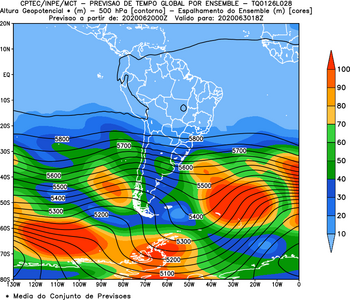 CPTEC/INPE/MCT - PREVISAO DE TEMPO GLOBAL POR ENSEMBLE - TQ0126L028
Altura Geopotencial * (m) - 500 hPa [contorno] - Espalhamento do Ensemble (m) [cores]
Previsao a partir de: 2020062000Z Valido para: 2020063018Z
20N
10N
EQ
10S
20S
30S
40S
50S
60S
70S
80S
130W 120W 110W 100W 90W 80W 70W 60W 50W 40W 30W 20W 10W 0
5800
5700
5600
5600
5500
5500
5400
5400
5300
5200
5300
5200
5100
100
90
80
70
60
50
40
30
20
10
* Media do Conjunto de Previsoes